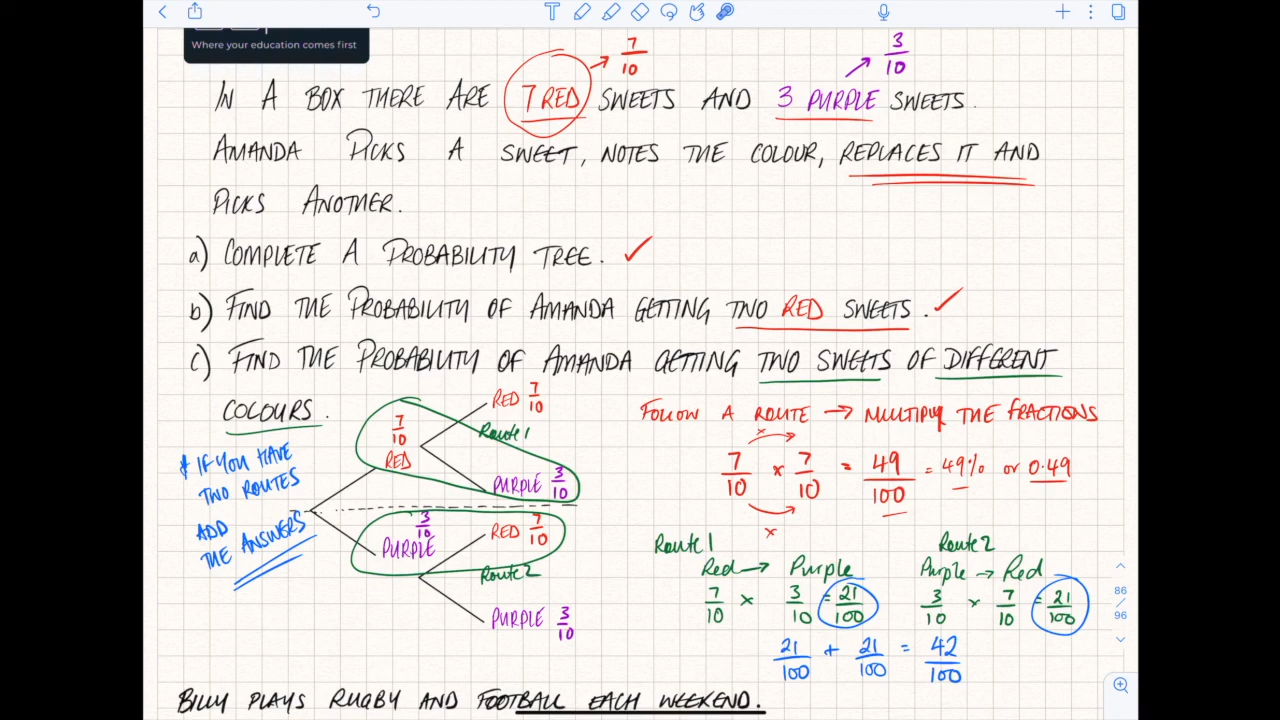 Where your education comes first
7/10
3/10
IN A BOX THERE ARE 7 RED SWEETS AND 3 PURPLE SWEETS.
AMANDA PICKS A SWEET, NOTES THE COLOUR, REPLACES IT AND
PICKS ANOTHER.
a) COMPLETE A PROBABILITY TREE. ✓
b) FIND THE PROBABILITY OF AMANDA GETTING TWO RED SWEETS. ✓
c) FIND THE PROBABILITY OF AMANDA GETTING TWO SWEETS OF DIFFERENT
COLOURS.
* IF YOU HAVE
TWO ROUTES
ADD
THE ANSWERS
7/10
RED
RED 7/10
Route 1
PURPLE 3/10
3/10
PURPLE
RED 7/10
Route 2
PURPLE 3/10
FOLLOW A ROUTE → MULTIPLY THE FRACTIONS
×
7/10 × 7/10 = 49/100 = 49% or 0.49
×
Route 1
Red → Purple
7/10 × 3/10 = 21/100
Route 2
Purple → Red
3/10 × 7/10 = 21/100
21/100 + 21/100 = 42/100
86
/
96
BILLY PLAYS RUGBY AND FOOTBALL EACH WEEKEND.